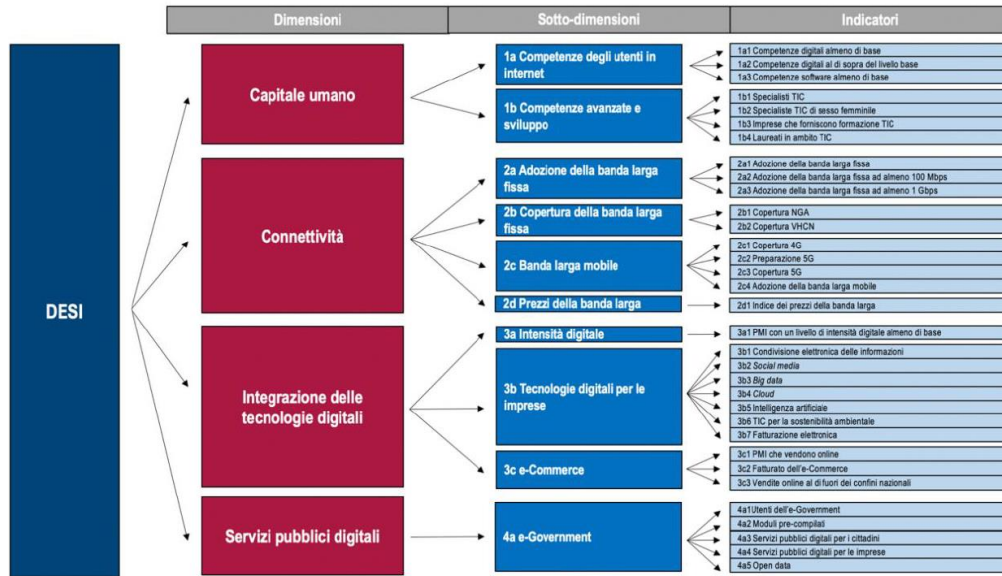 Dimensioni
Sotto-dimensioni
Indicatori
DESI
Capitale umano
1a Competenze degli utenti in
internet
1a1 Competenze digitali almeno di base
1a2 Competenze digital al di sopra del livello base
1a3 Competenze software almeno di base
1b Competenze avanzate e
sviluppo
1b1 Specialisti TIC
1b2 Specialiste TIC di sesso femminile
1b3 Imprese che forniscono formazione TIC
1b4 Laureati in ambito TIC
Connettività
2a Adozione della banda larga
fissa
2a1 Adozione della banda larga fissa
2a2 Adozione della banda larga fissa ad almeno 100 Mbps
2a3 Adozione della banda larga fissa ad almeno 1 Gbps
2b Copertura della banda larga
fissa
2b1 Copertura NGA
2b2 Copertura VHCN
2c Banda larga mobile
2c1 Copertura 4G
2c2 Preparazione 5G
2c3 Copertura 5G
2c4 Adozione della banda larga mobile
2d Prezzi della banda larga
2d1 Indice dei prezzi della banda larga
Integrazione delle
tecnologie digitali
3a Intensità digitale
3a1 PMI con un livello di intensità digitale almeno di base
3b Tecnologie digitali per le
imprese
3b1 Condivisione elettronica delle informazioni
3b2 Social media
3b3 Big data
3b4 Cloud
3b5 Intelligenza artificiale
3b6 TIC per la sostenibilità ambientale
3b7 Fatturazione elettronica
3c e-Commerce
3c1 PMI che vendono online
3c2 Fatturato dell'e-Commerce
3c3 Vendite online al di fuori dei confini nazionali
Servizi pubblici digitali
4a e-Government
4a1Utenti dell'e-Government
4a2 Moduli pre-compilati
4a3 Servizi pubblici digitali per i cittadini
4a4 Servizi pubblici digitali per le imprese
4a5 Open data